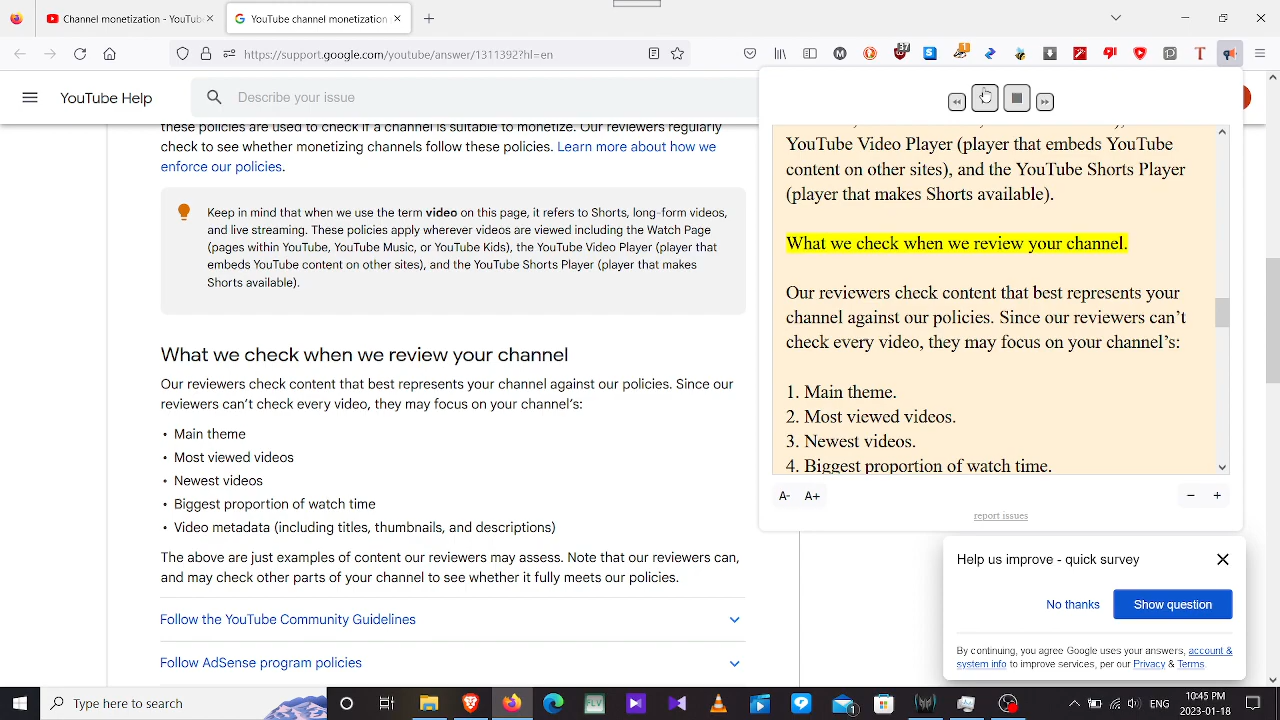 Channel monetization - YouTub
YouTube channel monetization
https://support.google.com/youtube/answer/1311392?hl=en
37
1
YouTube Help
Describe your issue
these policies are used to check if a channel is suitable to monetize. Our reviewers regularly
check to see whether monetizing channels follow these policies. Learn more about how we
enforce our policies.
Keep in mind that when we use the term video on this page, it refers to Shorts, long-form videos,
and live streaming. These policies apply wherever videos are viewed including the Watch Page
(pages within YouTube, YouTube Music, or YouTube Kids), the YouTube Video Player (player that
embeds YouTube content on other sites), and the YouTube Shorts Player (player that makes
Shorts available).
What we check when we review your channel
Our reviewers check content that best represents your channel against our policies. Since our
reviewers can't check every video, they may focus on your channel's:
• Main theme
• Most viewed videos
• Newest videos
• Biggest proportion of watch time
• Video metadata (including titles, thumbnails, and descriptions)
The above are just examples of content our reviewers may assess. Note that our reviewers can,
and may check other parts of your channel to see whether it fully meets our policies.
Follow the YouTube Community Guidelines
Follow AdSense program policies
YouTube Video Player (player that embeds YouTube
content on other sites), and the YouTube Shorts Player
(player that makes Shorts available).
What we check when we review your channel.
Our reviewers check content that best represents your
channel against our policies. Since our reviewers can't
check every video, they may focus on your channel's:
1. Main theme.
2. Most viewed videos.
3. Newest videos.
4. Biggest proportion of watch time.
A- A+
− +
report issues
Help us improve - quick survey
No thanks
Show question
By continuing, you agree Google uses your answers, account &
system info to improve services, per our Privacy & Terms.
Type here to search
FLV
1
10:45 PM
2023-01-18